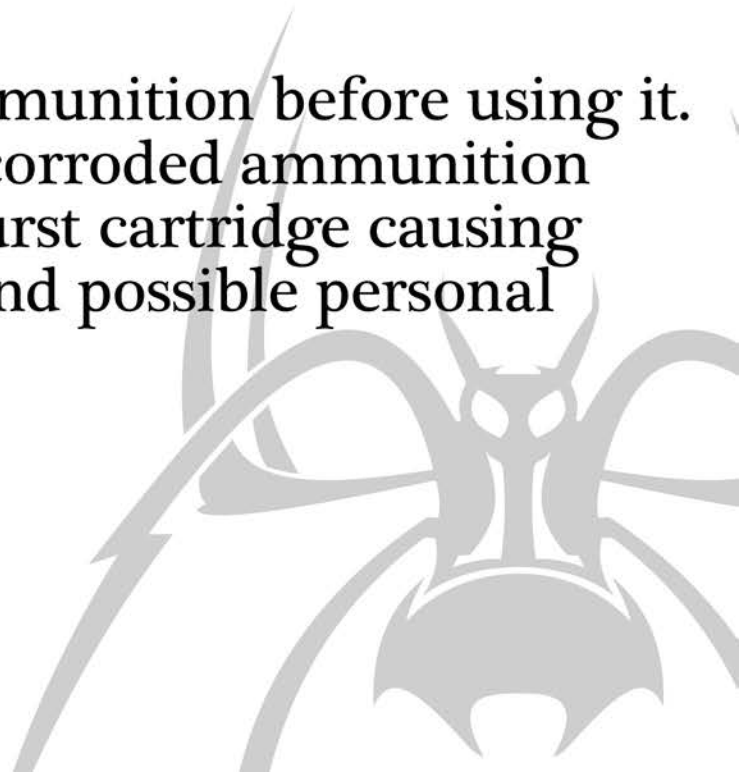 munition before using it.
corroded ammunition
urst cartridge causing
nd possible personal